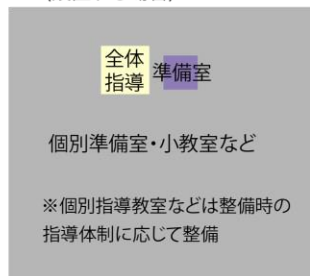 全体
指導
準備室
個別準備室・小教室など
※個別指導教室などは整備時の
指導体制に応じて整備